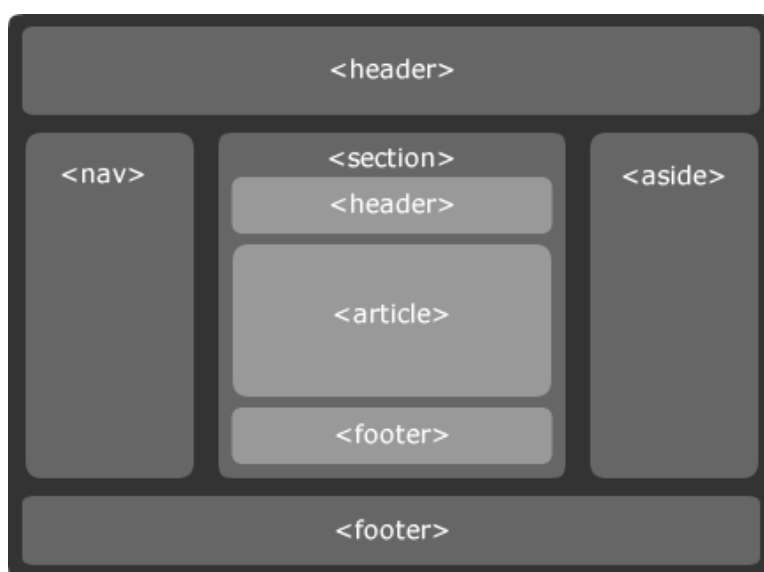 <header>
<nav>
<section>
<header>
<article>
<footer>
<aside>
<footer>